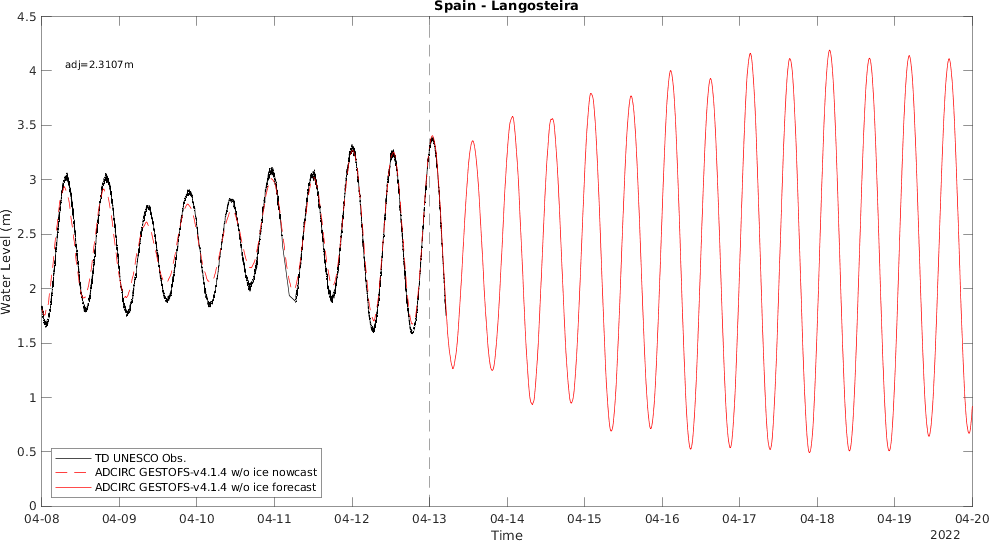 Spain - Langosteira
4.5
4
3.5
3
2.5
2
1.5
1
0.5
0
Water Level (m)
adj=2.3107m
TD UNESCO Obs.
ADCIRC GESTOFS-v4.1.4 w/o ice nowcast
ADCIRC GESTOFS-v4.1.4 w/o ice forecast
04-08 04-09 04-10 04-11 04-12 04-13 04-14 04-15 04-16 04-17 04-18 04-19 04-20
Time
2022